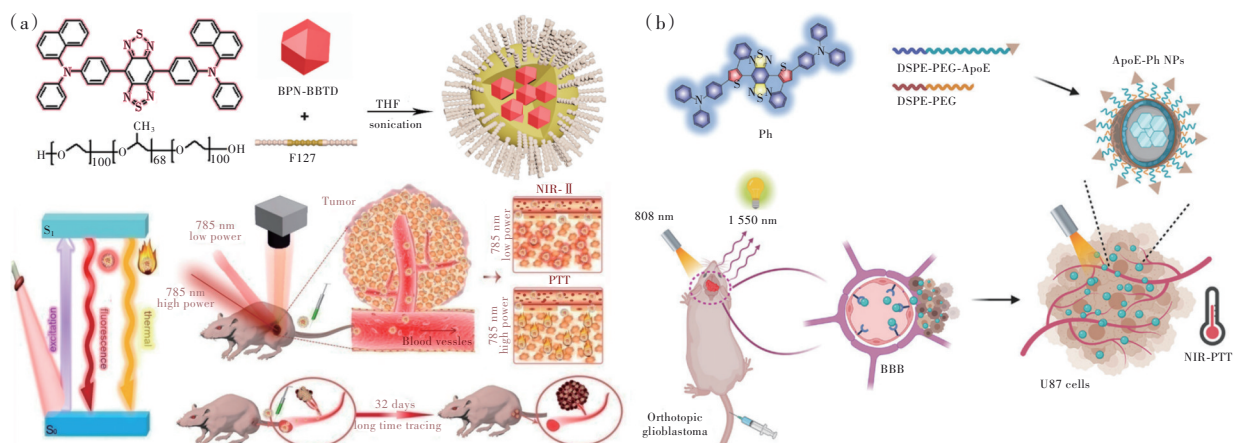 (a)
S
N
N
N
N
N
N
S
BPN-BBTD
+
F127
THF
sonication
CH₃
H
O
100
O
68
O
100
OH
S₁
S₀
excitation
fluorescence
thermal
785 nm
low power
785 nm
high power
Tumor
Blood vessles
NIR-Ⅱ
785 nm
low power
PTT
785 nm
high power
32 days
long time tracing
(b)
N
S
N
S
S
N
S
N
N
N
Ph
DSPE-PEG-ApoE
DSPE-PEG
ApoE-Ph NPs
808 nm
1 550 nm
BBB
Orthotopic
glioblastoma
U87 cells
NIR-PTT